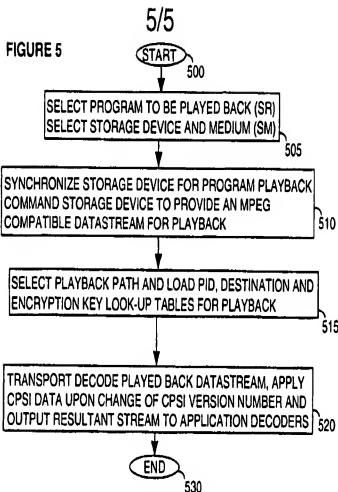 5/5
FIGURE 5
START
500
SELECT PROGRAM TO BE PLAYED BACK (SR)
SELECT STORAGE DEVICE AND MEDIUM (SM)
505
SYNCHRONIZE STORAGE DEVICE FOR PROGRAM PLAYBACK
COMMAND STORAGE DEVICE TO PROVIDE AN MPEG
COMPATIBLE DATASTREAM FOR PLAYBACK
510
SELECT PLAYBACK PATH AND LOAD PID, DESTINATION AND
ENCRYPTION KEY LOOK-UP TABLES FOR PLAYBACK
515
TRANSPORT DECODE PLAYED BACK DATASTREAM, APPLY
CPSI DATA UPON CHANGE OF CPSI VERSION NUMBER AND
OUTPUT RESULTANT STREAM TO APPLICATION DECODERS
520
END
530